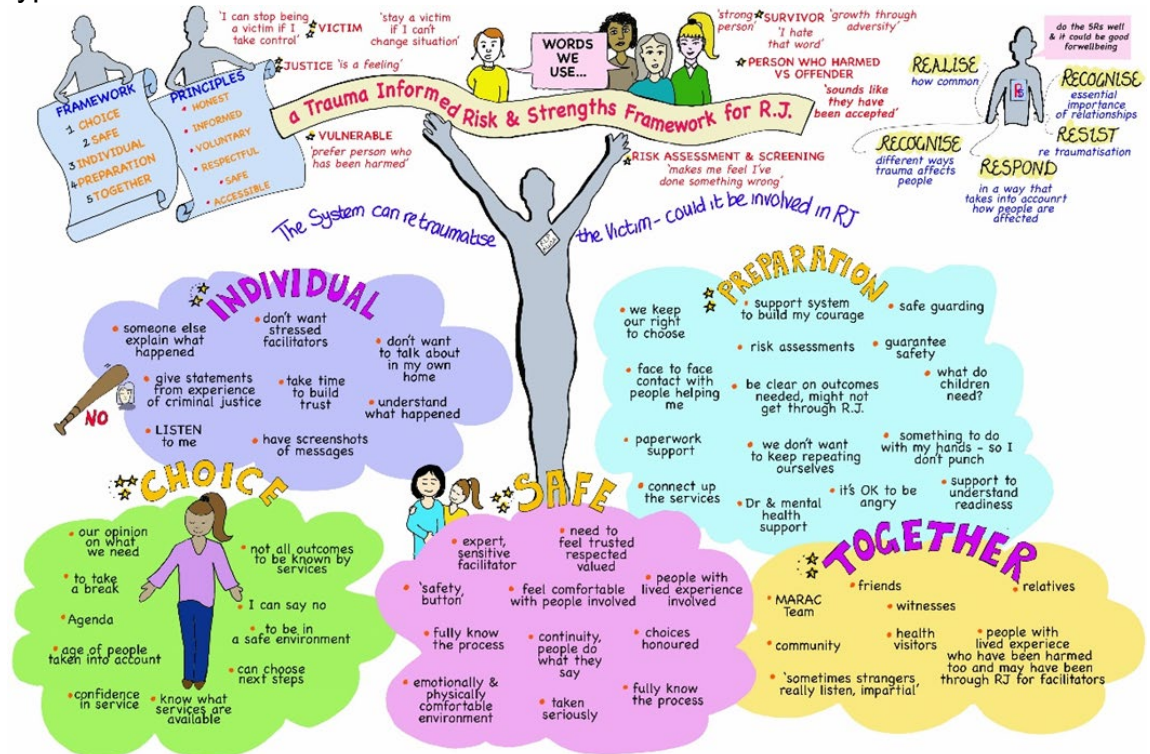 'I can stop being
a victim if I
take control'
VICTIM
'stay a victim
if I can't
change situation'
JUSTICE 'is a feeling'
WORDS
WE
USE...
'strong
person'
SURVIVOR
'I hate
that word'
'growth through
adversity'
PERSON WHO HARMED
VS OFFENDER
'sounds like
they have
been accepted'
do the 5Rs well
& it could be good
forwellbeing
FRAMEWORK
1 CHOICE
2 SAFE
3 INDIVIDUAL
4 PREPARATION
5 TOGETHER
PRINCIPLES
HONEST
INFORMED
VOLUNTARY
RESPECTFUL
SAFE
ACCESSIBLE
a Trauma Informed Risk & Strengths Framework for R.J.
VULNERABLE
'prefer person who
has been harmed'
RISK ASSESSMENT & SCREENING
'makes me feel I've
done something wrong'
REALISE
how common
RECOGNISE
essential
importance
of relationships
RESIST
re traumatisation
RECOGNISE
different ways
trauma affects
people
RESPOND
in a way that
takes into accounrt
how people are
affected
The System can retraumatise the Victim - could it be involved in RJ
INDIVIDUAL
someone else
explain what
happened
don't want
stressed
facilitators
don't want
to talk about
in my own
home
give statements
from experience
of criminal justice
take time
to build
trust
understand
what happened
NO
LISTEN
to me
have screenshots
of messages
PREPARATION
we keep
our right
to choose
support system
to build my courage
safe guarding
risk assessments
guarantee
safety
face to face
contact with
people helping
me
be clear on outcomes
needed, might not
get through R.J.
what do
children
need?
paperwork
support
we don't want
to keep repeating
ourselves
something to do
with my hands - so I
don't punch
connect up
the services
Dr & mental
health
support
it's OK to be
angry
support to
understand
readiness
CHOICE
our opinion
on what
we need
not all outcomes
to be known by
services
to take
a break
I can say no
Agenda
to be in
a safe environment
age of people
taken into account
can choose
next steps
confidence
in service
know what
services are
available
SAFE
expert,
sensitive
facilitator
need to
feel trusted
respected
valued
'safety
button'
feel comfortable
with people involved
people with
lived experience
involved
fully know
the process
continuity,
people do
what they
say
choices
honoured
emotionally &
physically
comfortable
environment
taken
seriously
fully know
the process
TOGETHER
MARAC
Team
friends
relatives
witnesses
community
health
visitors
people with
lived experiece
who have been harmed
too and may have been
through RJ for facilitators
'sometimes strangers
really listen, impartial'